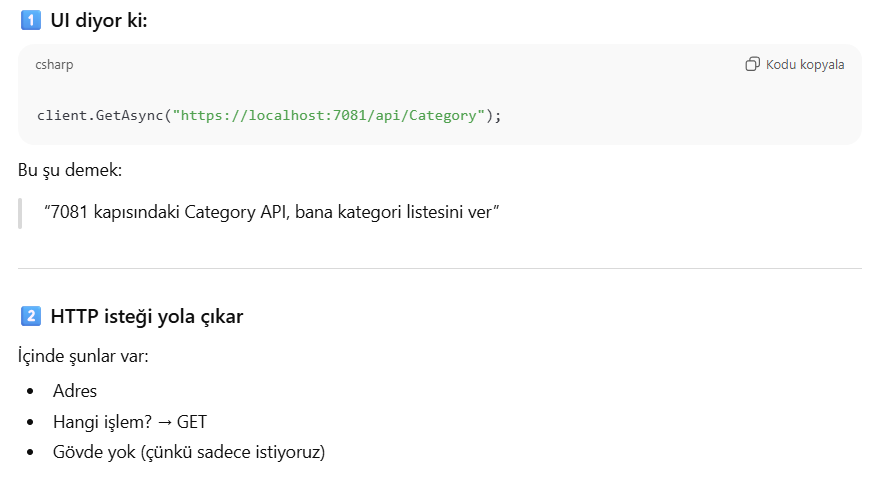 1 UI diyor ki:
csharp
Kodu kopyala
client.GetAsync("https://localhost:7081/api/Category");
Bu şu demek:
“7081 kapısındaki Category API, bana kategori listesini ver”
2 HTTP isteği yola çıkar
İçinde şunlar var:
• Adres
• Hangi işlem? → GET
• Gövde yok (çünkü sadece istiyoruz)